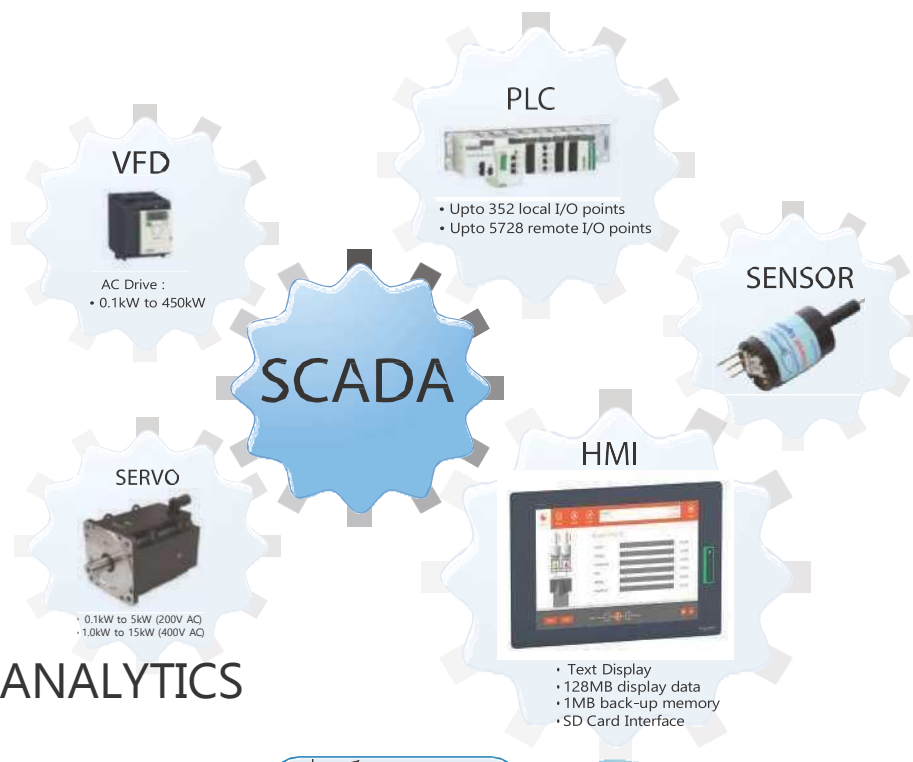 PLC
• Upto 352 local I/O points
• Upto 5728 remote I/O points
VFD
AC Drive :
• 0.1kW to 450kW
SENSOR
SCADA
HMI
• Text Display
• 128MB display data
• 1MB back-up memory
• SD Card Interface
SERVO
• 0.1kW to 5kW (200V AC)
• 1.0kW to 15kW (400V AC)
ANALYTICS